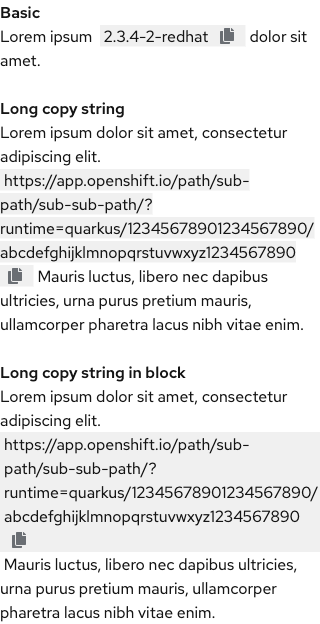 Basic
Lorem ipsum 2.3.4-2-redhat dolor sit
amet.
Long copy string
Lorem ipsum dolor sit amet, consectetur
adipiscing elit.
https://app.openshift.io/path/sub-
path/sub-sub-path/?
runtime=quarkus/12345678901234567890/
abcdefghijklmnopqrstuvwxyz1234567890
Mauris luctus, libero nec dapibus
ultricies, urna purus pretium mauris,
ullamcorper pharetra lacus nibh vitae enim.
Long copy string in block
Lorem ipsum dolor sit amet, consectetur
adipiscing elit.
https://app.openshift.io/path/sub-
path/sub-sub-path/?
runtime=quarkus/12345678901234567890/
abcdefghijklmnopqrstuvwxyz1234567890
Mauris luctus, libero nec dapibus ultricies,
urna purus pretium mauris, ullamcorper
pharetra lacus nibh vitae enim.